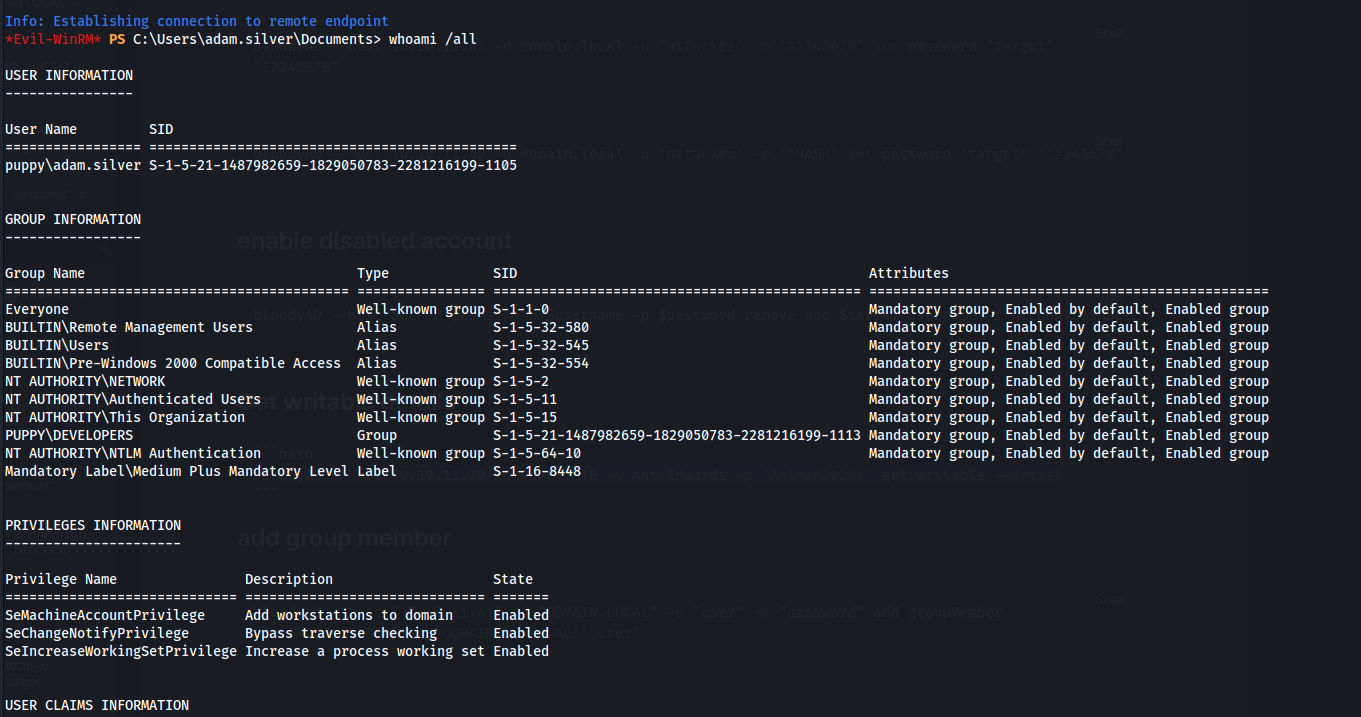 Info: Establishing connection to remote endpoint
*Evil-WinRM* PS C:\Users\adam.silver\Documents> whoami /all
USER INFORMATION
----------------
User Name         SID
================= ==============================================
puppy\adam.silver S-1-5-21-1487982659-1829050783-2281216199-1105
GROUP INFORMATION
-----------------
enable disabled account
Group Name                                  Type             SID                                            Attributes
=========================================== ================ ============================================== ==================================================
Everyone                                    Well-known group S-1-1-0                                        Mandatory group, Enabled by default, Enabled group
BUILTIN\Remote Management Users             Alias            S-1-5-32-580                                   Mandatory group, Enabled by default, Enabled group
BUILTIN\Users                               Alias            S-1-5-32-545                                   Mandatory group, Enabled by default, Enabled group
BUILTIN\Pre-Windows 2000 Compatible Access  Alias            S-1-5-32-554                                   Mandatory group, Enabled by default, Enabled group
NT AUTHORITY\NETWORK                        Well-known group S-1-5-2                                        Mandatory group, Enabled by default, Enabled group
NT AUTHORITY\Authenticated Users            Well-known group S-1-5-11                                       Mandatory group, Enabled by default, Enabled group
NT AUTHORITY\This Organization              Well-known group S-1-5-15                                       Mandatory group, Enabled by default, Enabled group
PUPPY\DEVELOPERS                            Group            S-1-5-21-1487982659-1829050783-2281216199-1113 Mandatory group, Enabled by default, Enabled group
NT AUTHORITY\NTLM Authentication            Well-known group S-1-5-64-10                                    Mandatory group, Enabled by default, Enabled group
Mandatory Label\Medium Plus Mandatory Level Label            S-1-16-8448
PRIVILEGES INFORMATION
----------------------
add group member
Privilege Name                Description                    State
============================= ============================== =======
SeMachineAccountPrivilege     Add workstations to domain     Enabled
SeChangeNotifyPrivilege       Bypass traverse checking       Enabled
SeIncreaseWorkingSetPrivilege Increase a process working set Enabled
USER CLAIMS INFORMATION